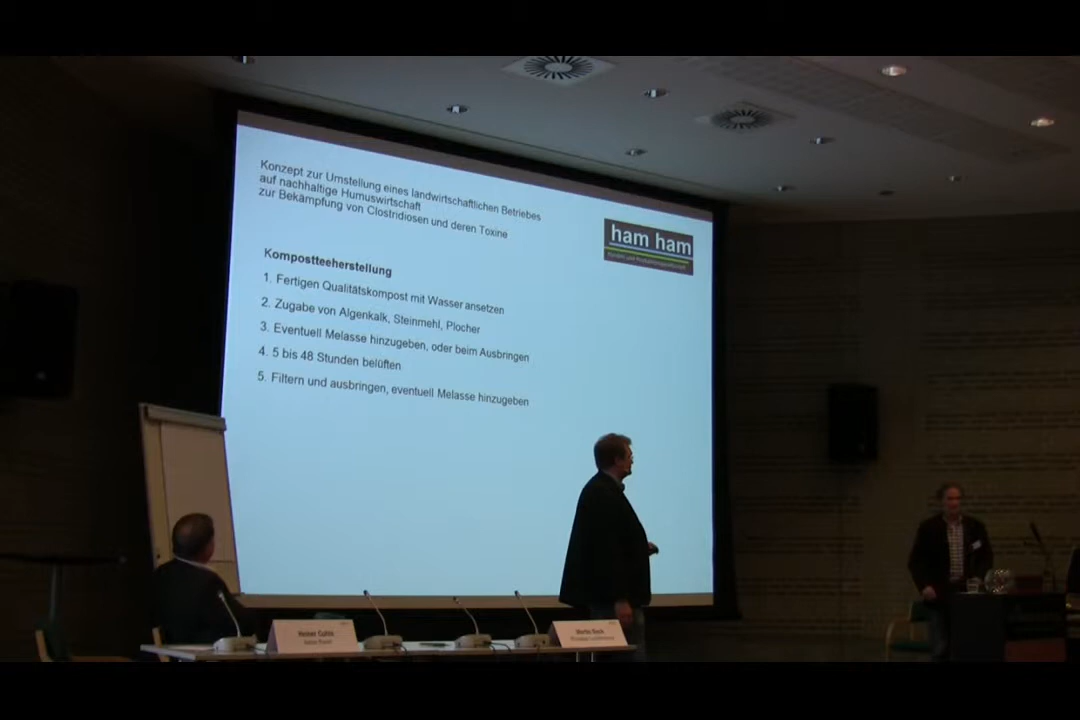 Konzept zur Umstellung eines landwirtschaftlichen Betriebes
auf nachhaltige Humuswirtschaft
zur Bekämpfung von Clostridiosen und deren Toxine
ham ham
Kompostteeherstellung
1. Fertigen Qualitätskompost mit Wasser ansetzen
2. Zugabe von Algenkalk, Steinmehl, Plocher
3. Eventuell Melasse hinzugeben, oder beim Ausbringen
4. 5 bis 48 Stunden belüften
5. Filtern und ausbringen, eventuell Melasse hinzugeben